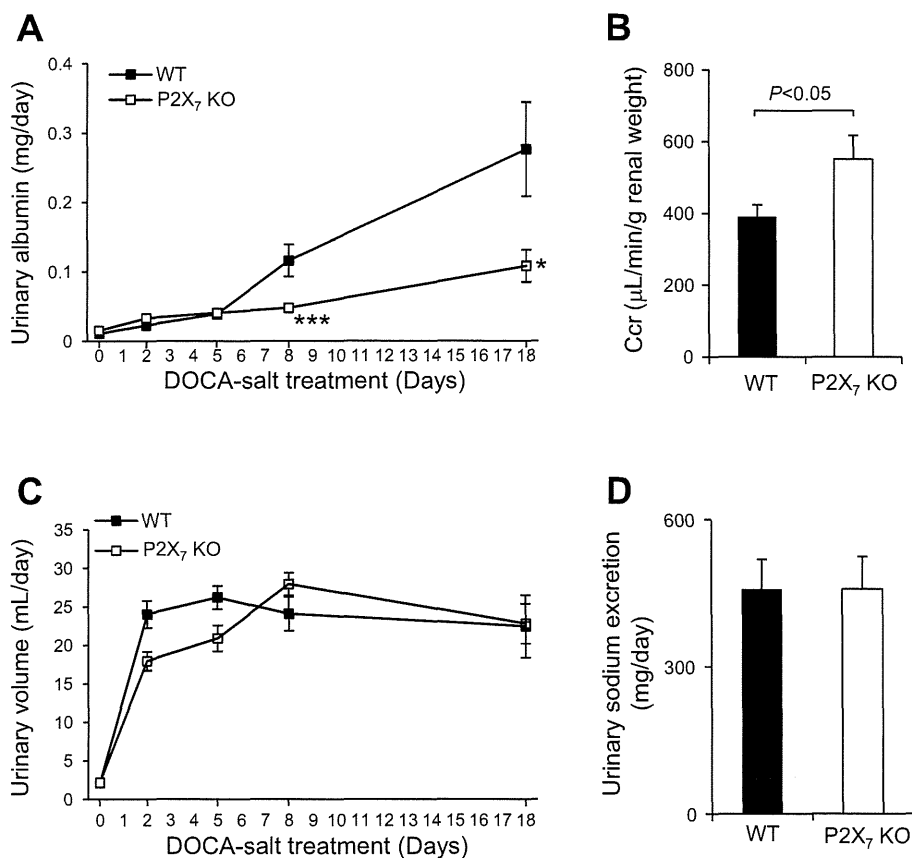 A
WT
P2X7 KO
Urinary albumin (mg/day)
0.4
0.3
0.2
0.1
0
0 1 2 3 4 5 6 7 8 9 10 11 12 13 14 15 16 17 18
***
*
DOCA-salt treatment (Days)
B
P<0.05
Ccr (μL/min/g renal weight)
800
600
400
200
0
WT P2X7 KO
C
WT
P2X7 KO
Urinary volume (mL/day)
35
30
25
20
15
10
5
0
0 1 2 3 4 5 6 7 8 9 10 11 12 13 14 15 16 17 18
DOCA-salt treatment (Days)
D
Urinary sodium excretion
(mg/day)
600
300
0
WT P2X7 KO